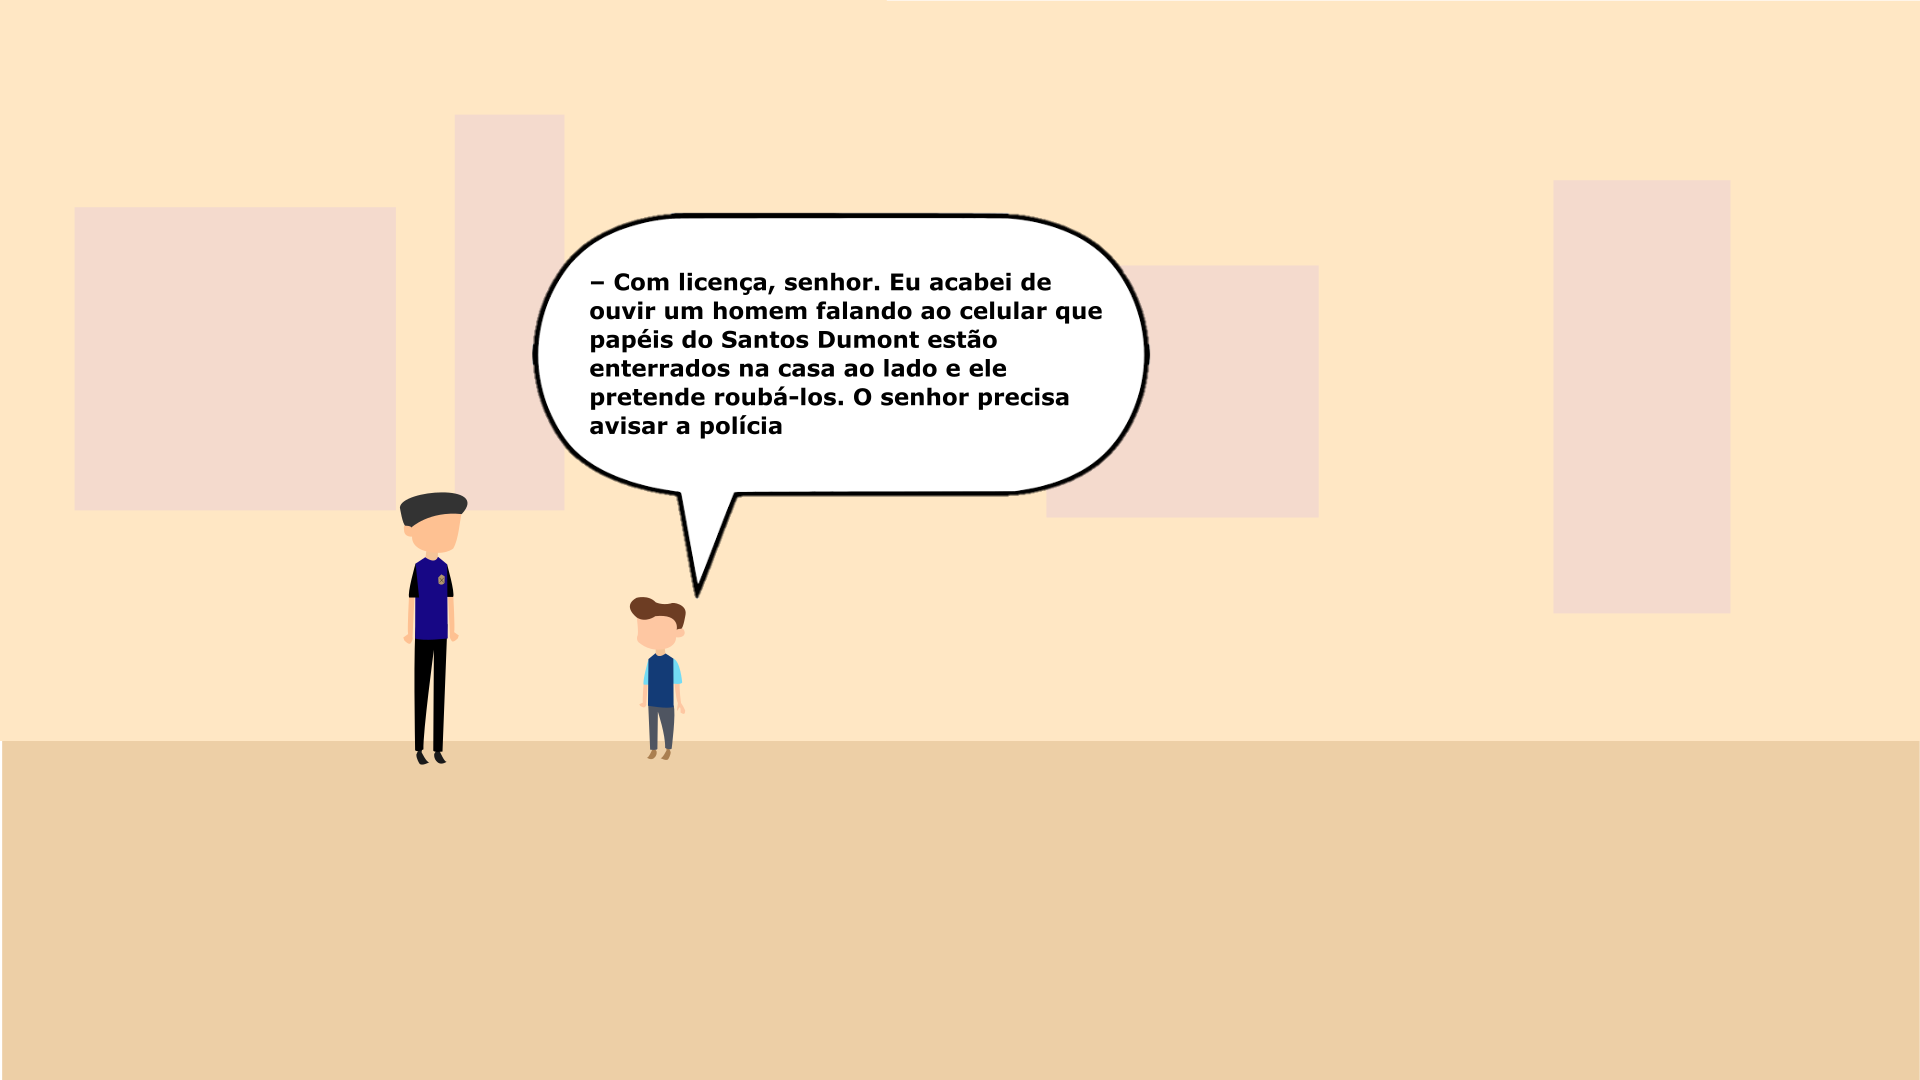 – Com licença, senhor. Eu acabei de
ouvir um homem falando ao celular que
papéis do Santos Dumont estão
enterrados na casa ao lado e ele
pretende roubá-los. O senhor precisa
avisar a polícia